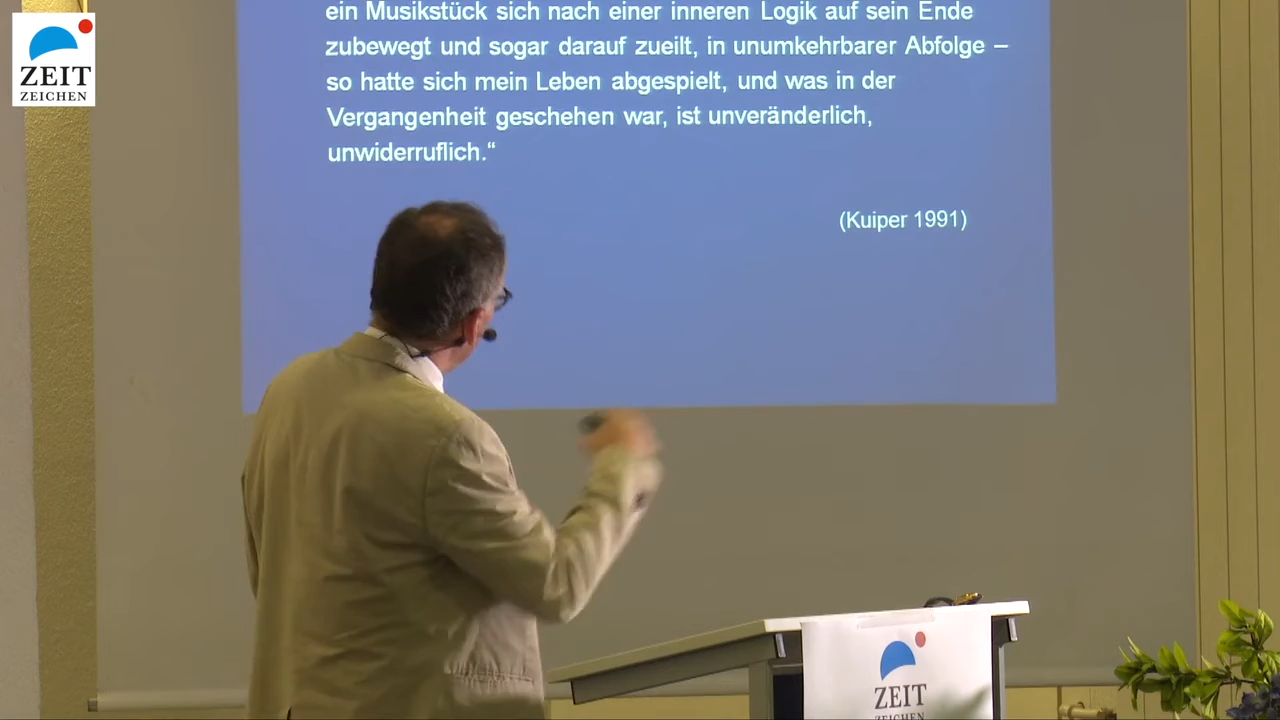 ein Musikstück sich nach einer inneren Logik auf sein Ende
zubewegt und sogar darauf zueilt, in unumkehrbarer Abfolge –
so hatte sich mein Leben abgespielt, und was in der
Vergangenheit geschehen war, ist unveränderlich,
unwiderruflich.“
(Kuiper 1991)
ZEIT
ZEICHEN
ZEIT
ZEICHEN